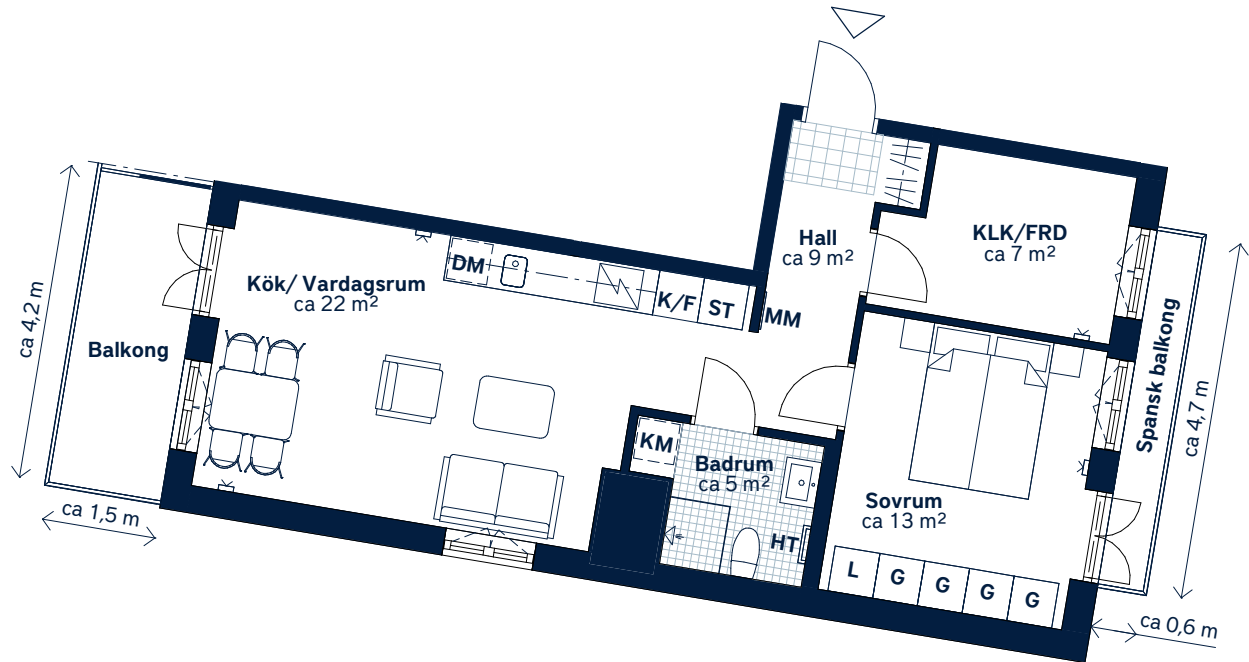 Hall
ca 9 m²
KLK/FRD
ca 7 m²
DM
K/F
ST
MM
Kök/ Vardagsrum
ca 22 m²
ca 4,2 m
Balkong
ca 1,5 m
KM
Badrum
ca 5 m²
HT
Sovrum
ca 13 m²
L
G
G
G
G
Spansk balkong
ca 4,7 m
ca 0,6 m